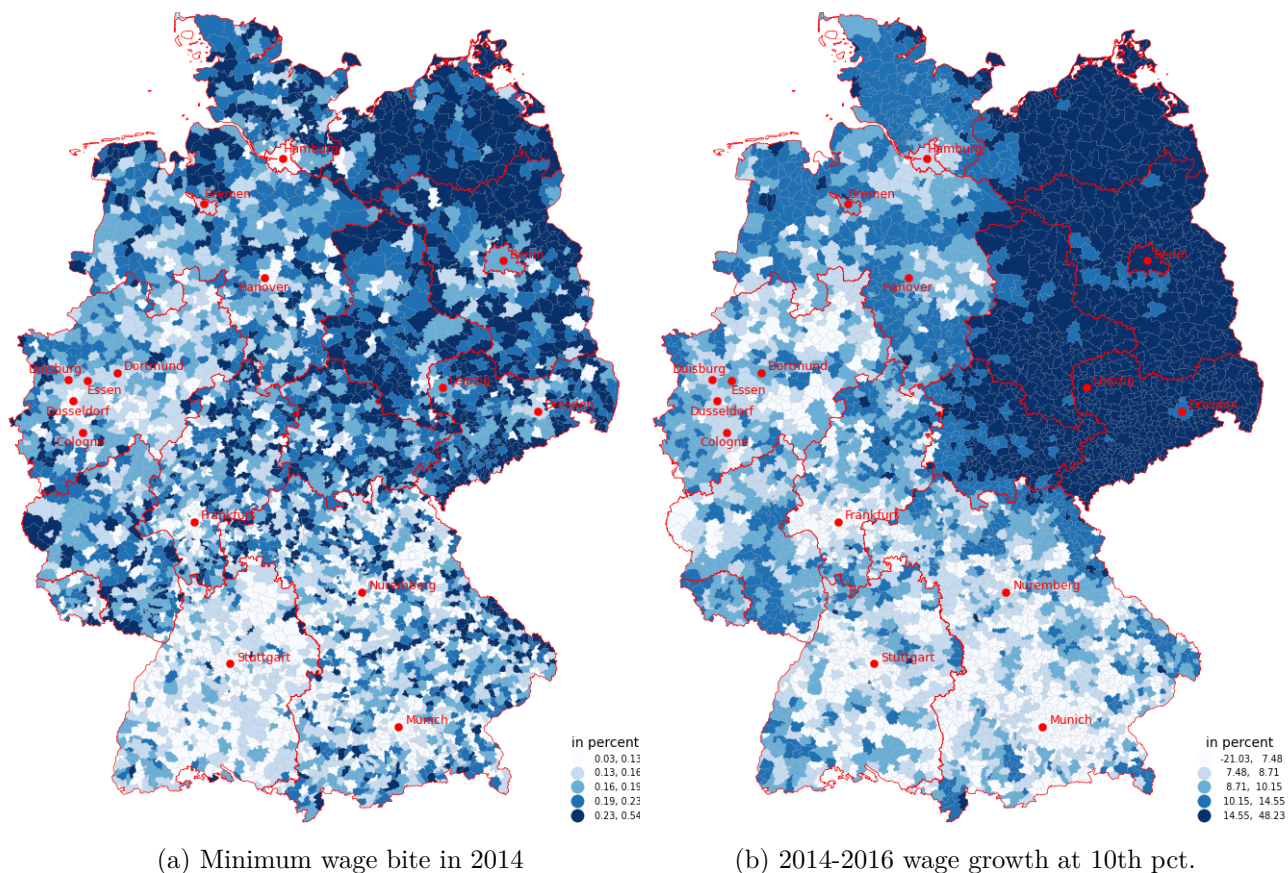 Hamburg
Bremen
Berlin
Hanover
Duisburg
Dortmund
Essen
Dusseldorf
Cologne
Leipzig
Dresden
Frankfurt
Nuremberg
Stuttgart
Munich
in percent
0.03, 0.13
0.13, 0.16
0.16, 0.19
0.19, 0.23
0.23, 0.54
(a) Minimum wage bite in 2014
Hamburg
Bremen
Berlin
Hanover
Duisburg
Dortmund
Essen
Dusseldorf
Cologne
Leipzig
Dresden
Frankfurt
Nuremberg
Stuttgart
Munich
in percent
-21.03, 7.48
7.48, 8.71
8.71, 10.15
10.15, 14.55
14.55, 48.23
(b) 2014-2016 wage growth at 10th pct.